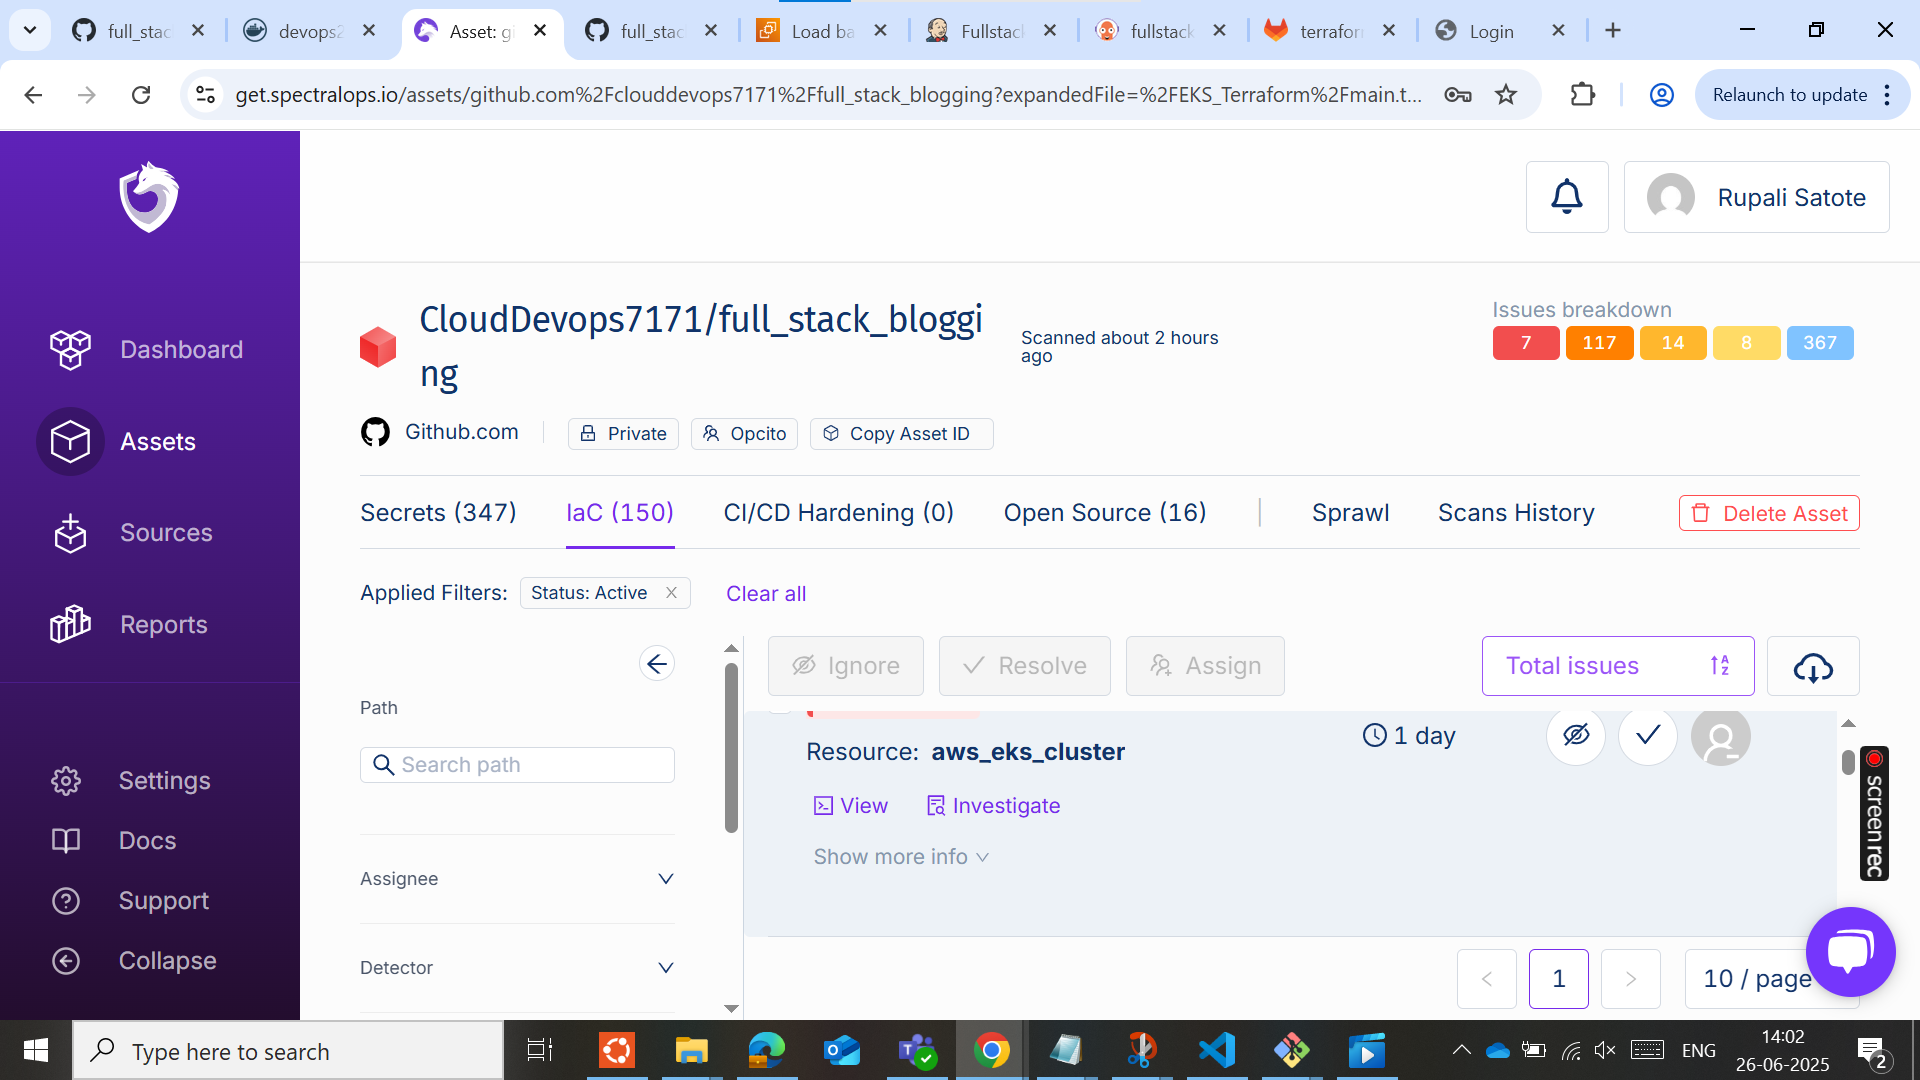 full_stac
devops2
Asset: gi
full_stac
Load ba
Fullstack
fullstack
terraform
Login
get.spectralops.io/assets/github.com%2Fclouddevops7171%2Ffull_stack_blogging?expandedFile=%2FEKS_Terraform%2Fmain.t...
Relaunch to update
Rupali Satote
Dashboard
Assets
Sources
Reports
Settings
Docs
Support
Collapse
CloudDevops7171/full_stack_bloggi
ng
Scanned about 2 hours
ago
Issues breakdown
7 117 14 8 367
Github.com
Private
Opcito
Copy Asset ID
Secrets (347) IaC (150) CI/CD Hardening (0) Open Source (16) Sprawl Scans History
Delete Asset
Applied Filters: Status: Active Clear all
Path
Search path
Assignee
Detector
Ignore Resolve Assign
Total issues
Resource: aws_eks_cluster
1 day
View Investigate
Show more info
screenrec
1
10 / page
Type here to search
ENG
14:02
26-06-2025
2